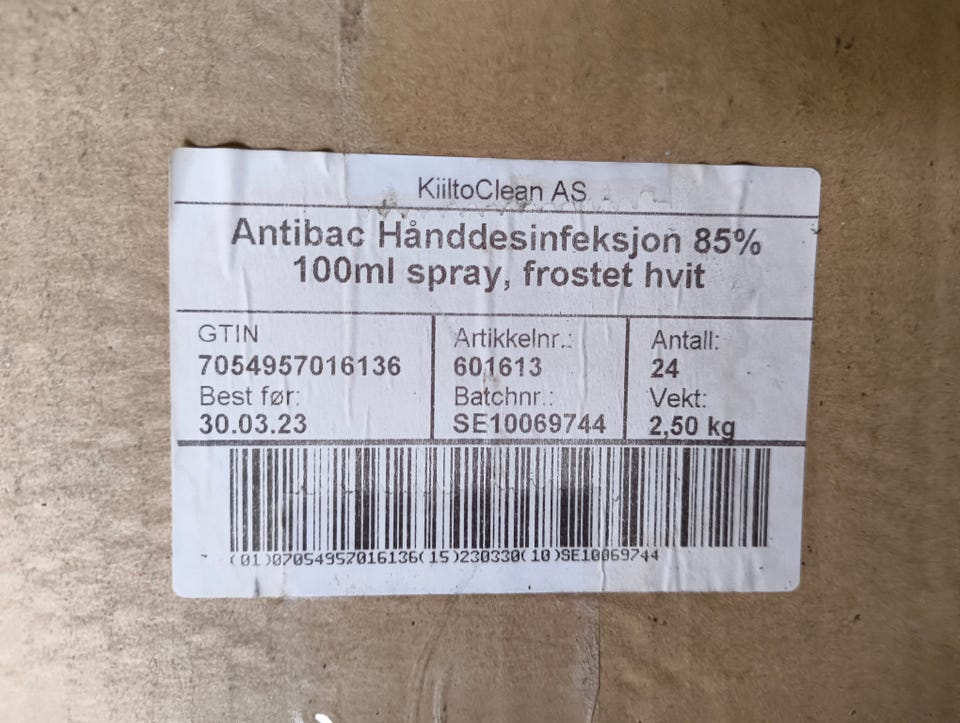 KiiltoClean AS
Antibac Hånddesinfeksjon 85%
100ml spray, frostet hvit
GTIN
7054957016136
Best før:
30.03.23
Artikkelnr.:
601613
Batchnr.:
SE10069744
Antall:
24
Vekt:
2,50 kg
(01)07054957016136(15)230330(10)SE10069744